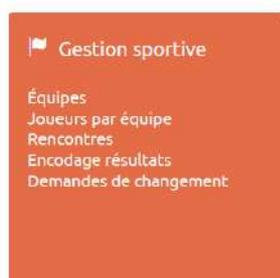 Gestion sportive
Équipes
Joueurs par équipe
Rencontres
Encodage résultats
Demandes de changement